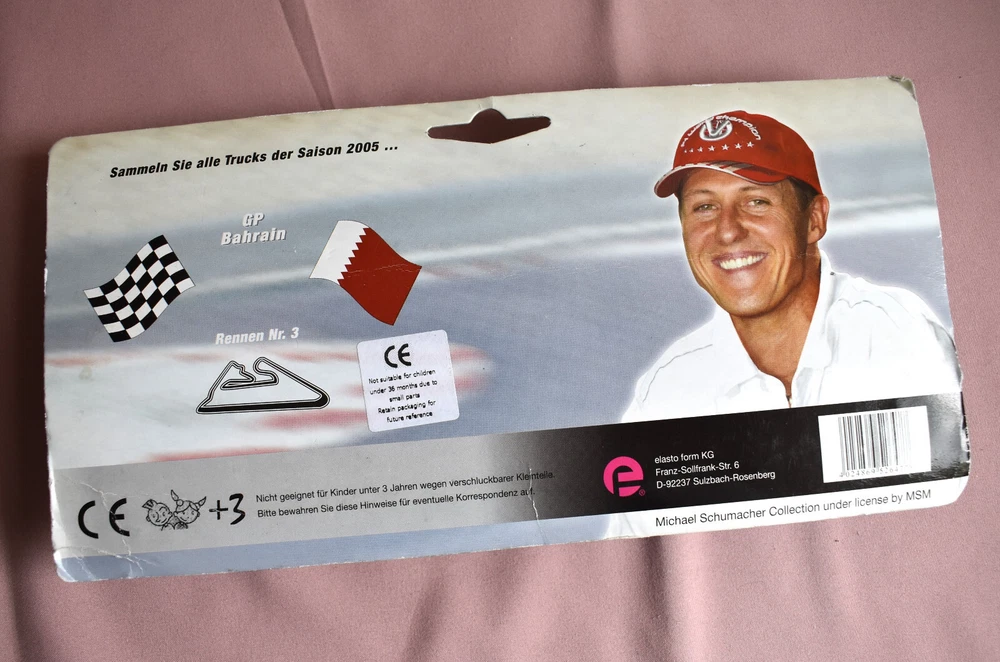 Sammeln Sie alle Trucks der Saison 2005 ...
GP
Bahrain
Rennen Nr. 3
CE
Not suitable for children
under 36 months due to
small parts
Retain packaging for
future reference
CE
+3
Nicht geeignet für Kinder unter 3 Jahren wegen verschluckbarer Kleinteile.
Bitte bewahren Sie diese Hinweise für eventuelle Korrespondenz auf.
e
®
elasto form KG
Franz-Sollfrank-Str. 6
D-92237 Sulzbach-Rosenberg
Michael Schumacher Collection under license by MSM